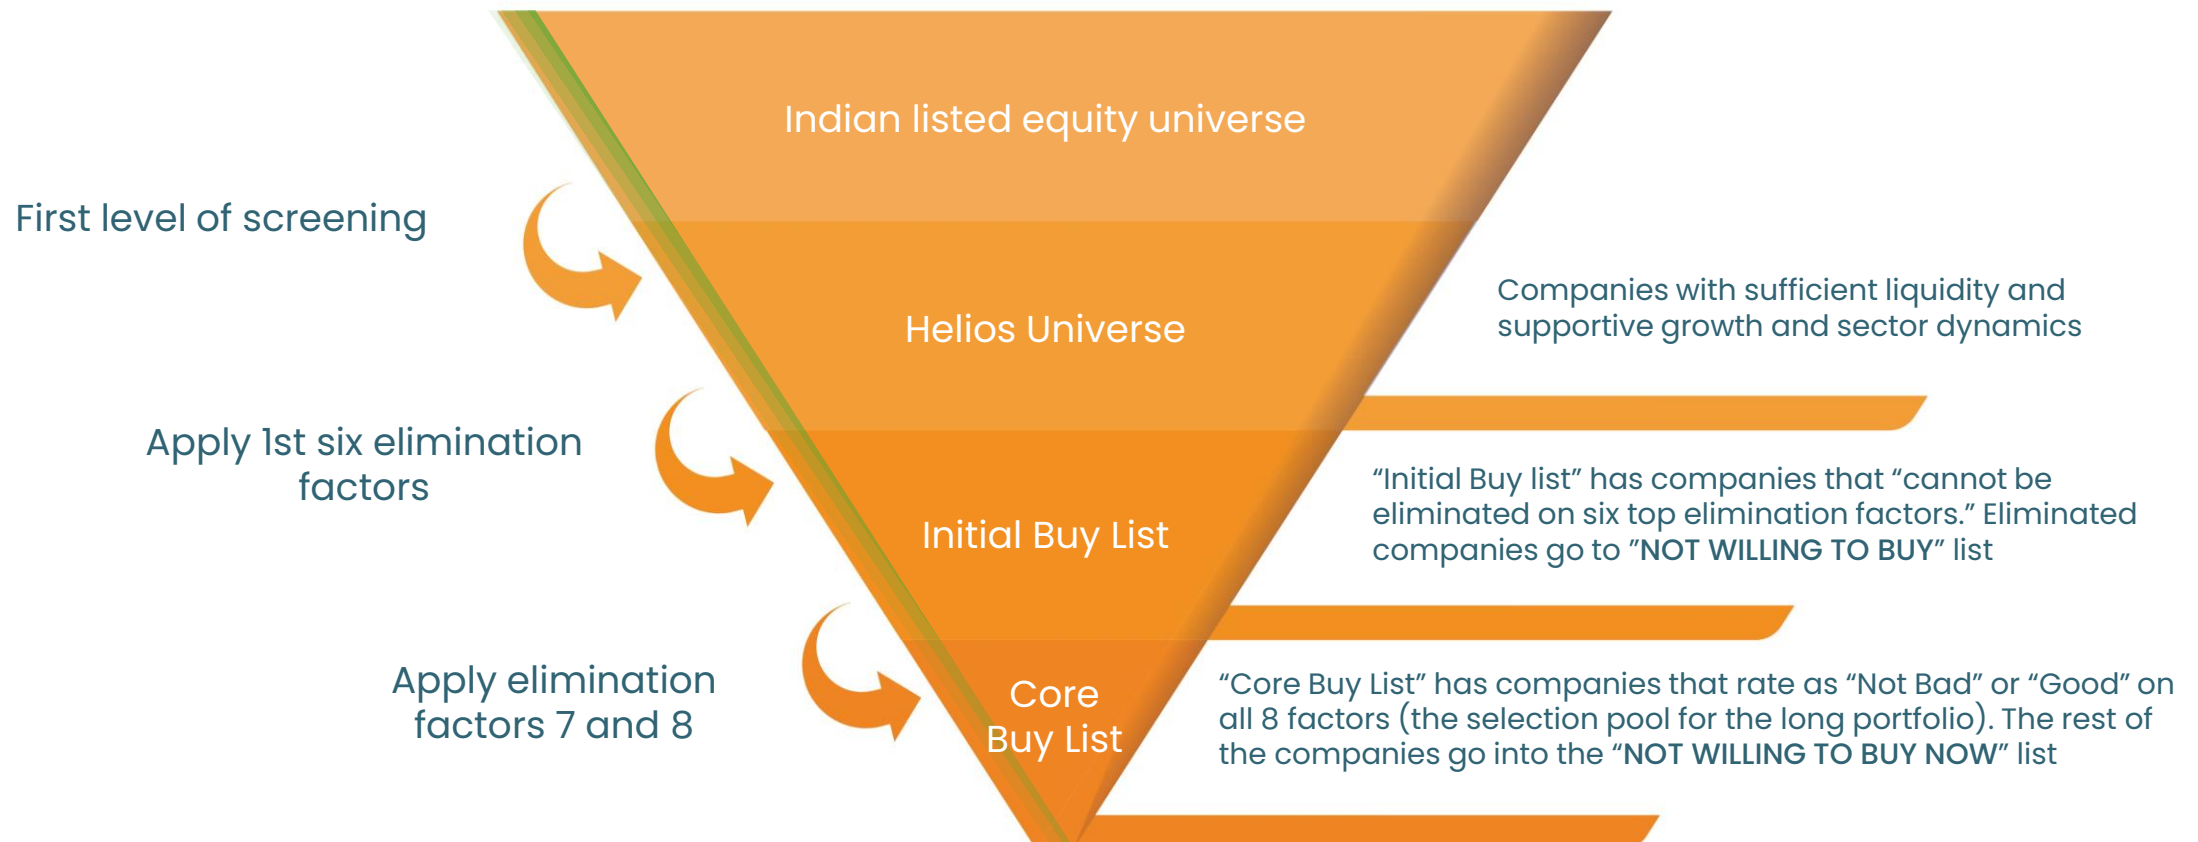 Indian listed equity universe
First level of screening
Helios Universe
Companies with sufficient liquidity and
supportive growth and sector dynamics
Apply 1st six elimination
factors
Initial Buy List
“Initial Buy list” has companies that “cannot be
eliminated on six top elimination factors.” Eliminated
companies go to ”NOT WILLING TO BUY” list
Apply elimination
factors 7 and 8
Core
Buy List
“Core Buy List” has companies that rate as “Not Bad” or “Good” on
all 8 factors (the selection pool for the long portfolio). The rest of
the companies go into the “NOT WILLING TO BUY NOW” list